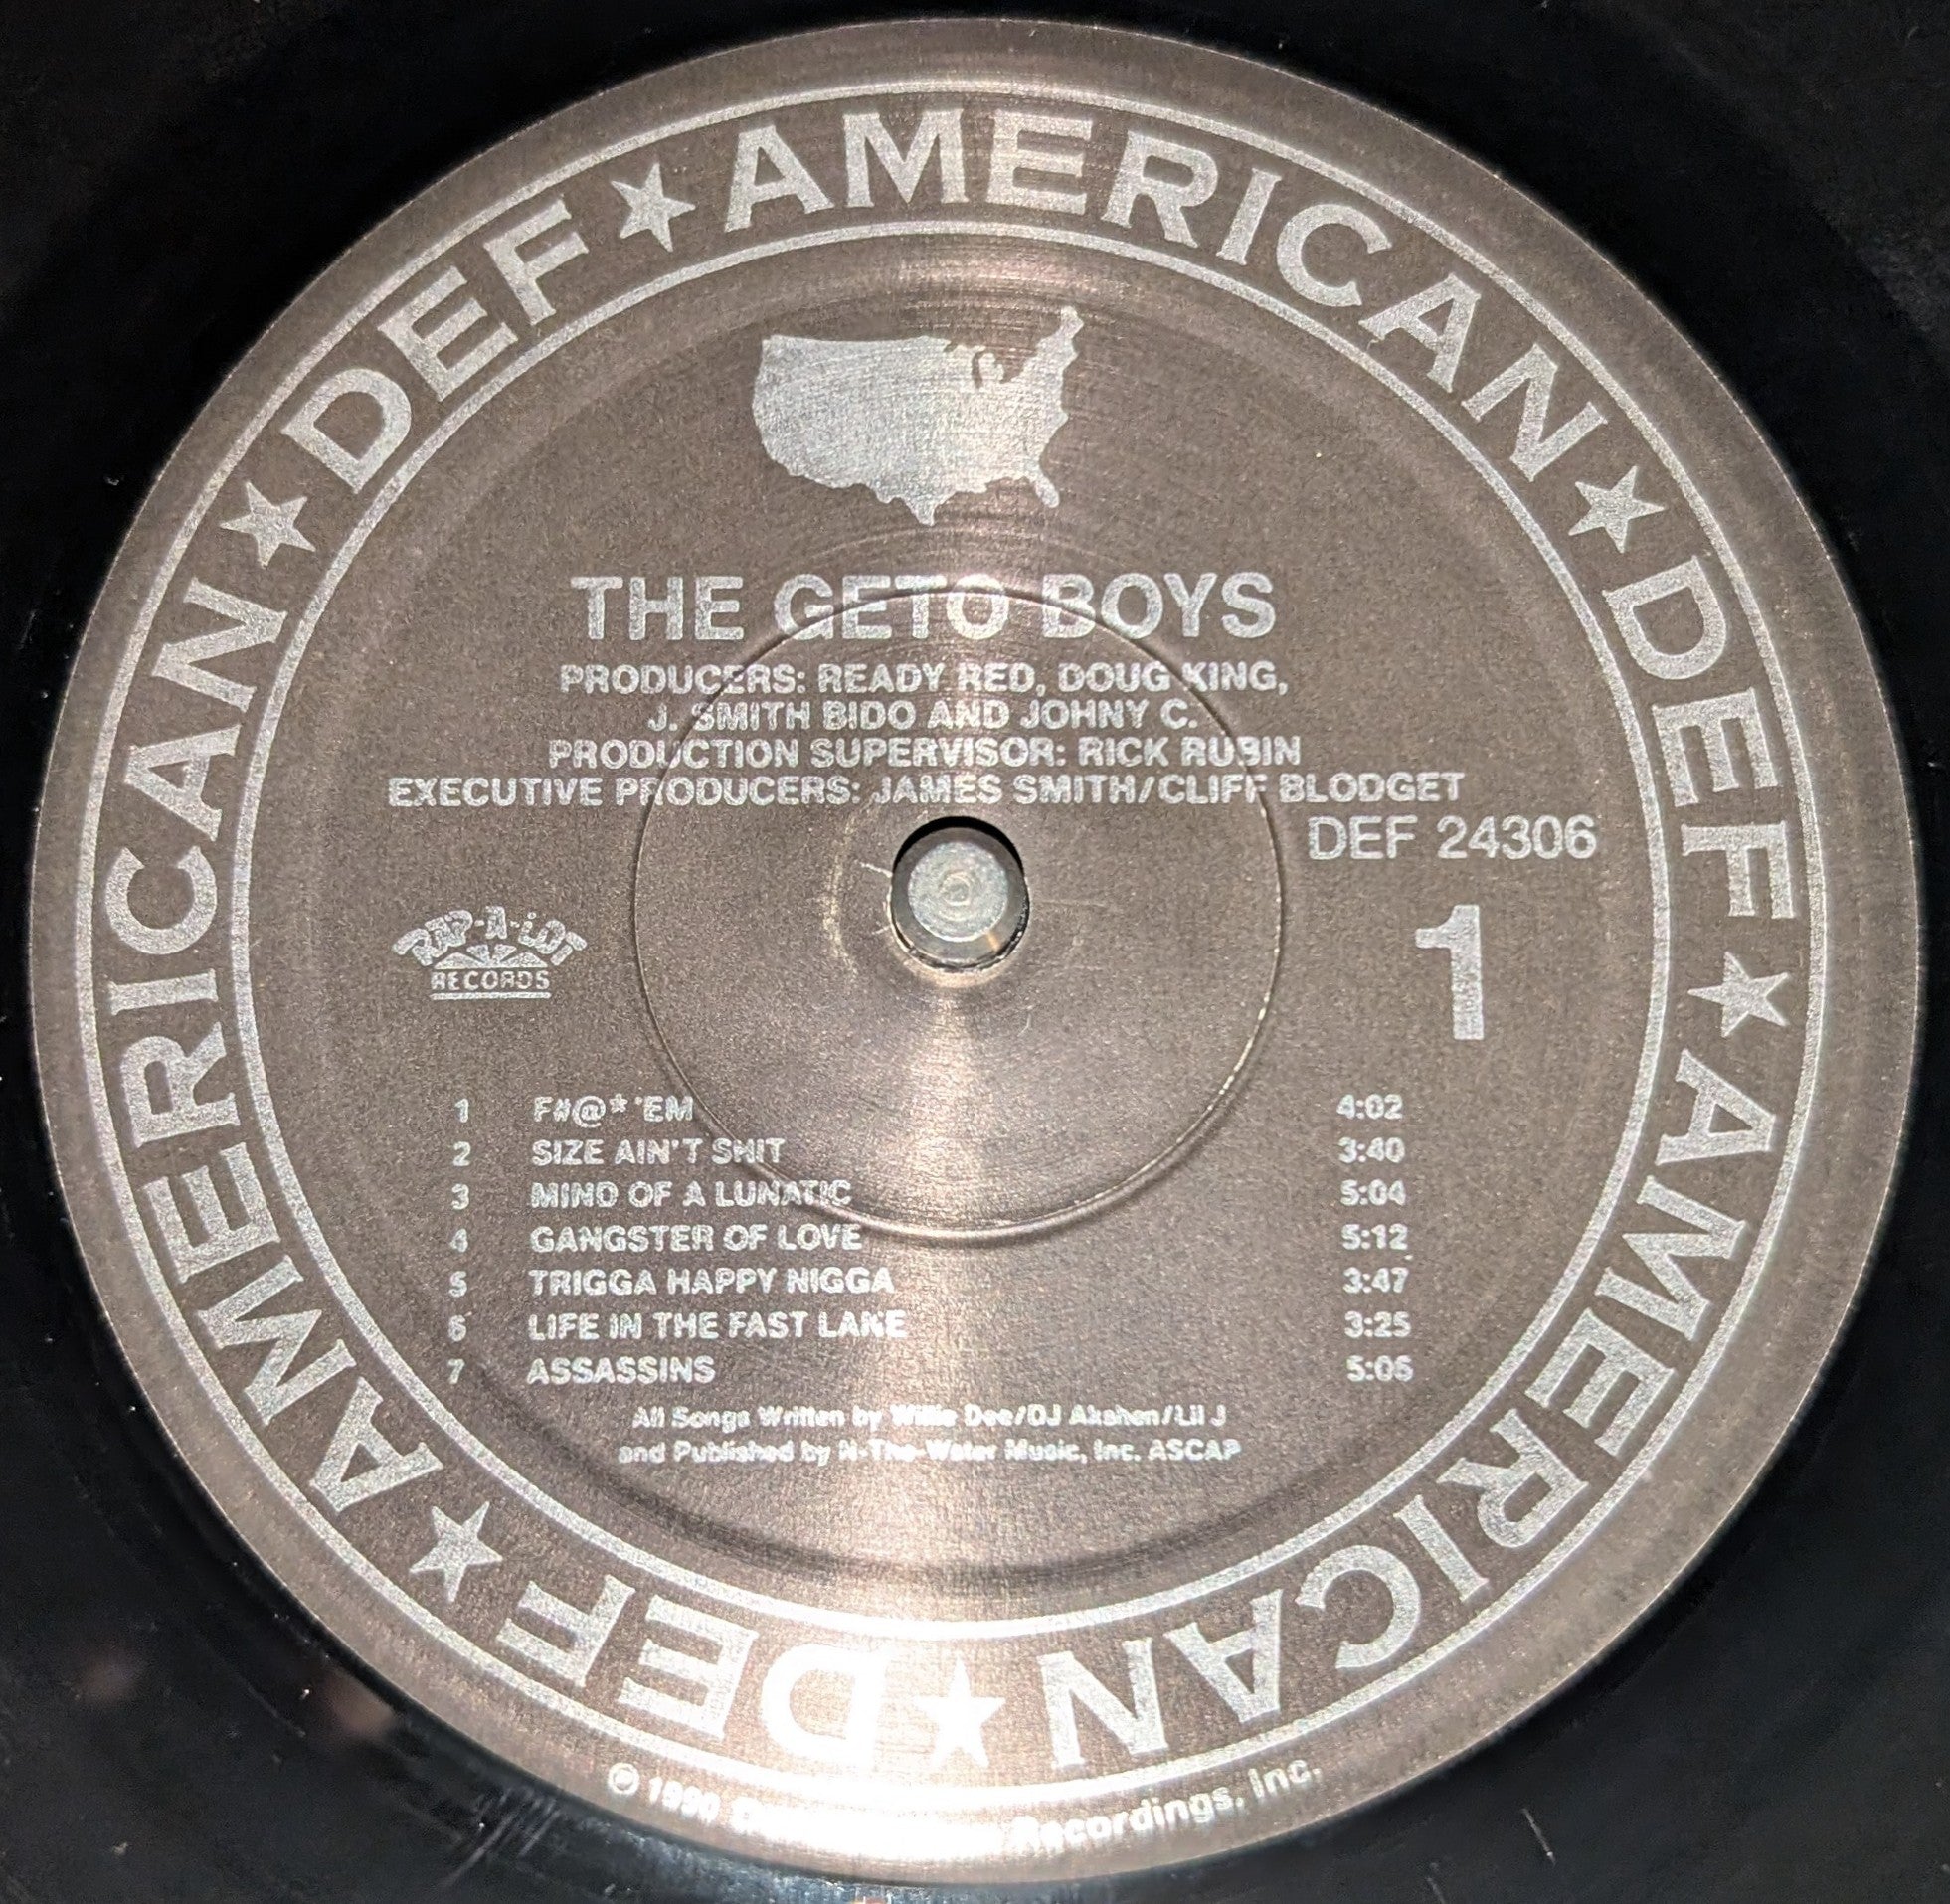 DEF ★ AMERICAN ★ DEF ★ AMERICAN ★ DEF ★ AMERICAN ★
THE GETO BOYS
PRODUCERS: READY RED, DOUG KING,
J. SMITH BIDO AND JOHNY C.
PRODUCTION SUPERVISOR: RICK RUBIN
EXECUTIVE PRODUCERS: JAMES SMITH/CLIFF BLODGET
DEF 24306
RAP-A-LOT
RECORDS
1
1 F#@* 'EM 4:02
2 SIZE AIN'T SHIT 3:40
3 MIND OF A LUNATIC 5:04
4 GANGSTER OF LOVE 5:12
5 TRIGGA HAPPY NIGGA 3:47
6 LIFE IN THE FAST LANE 3:25
7 ASSASSINS 5:06
All Songs Written by Willie Dee/DJ Akshen/Lil J
and Published by N-The-Water Music, Inc. ASCAP
℗ 1990 Recordings, Inc.